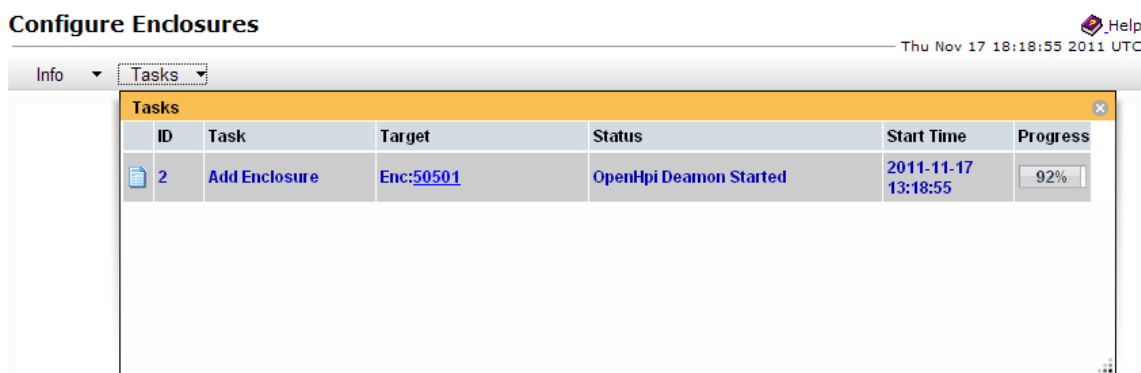 Configure Enclosures
Help
Thu Nov 17 18:18:55 2011 UTC
Info Tasks
Tasks
ID Task Target Status Start Time Progress
2 Add Enclosure Enc:50501 OpenHpi Deamon Started 2011-11-17 13:18:55 92%